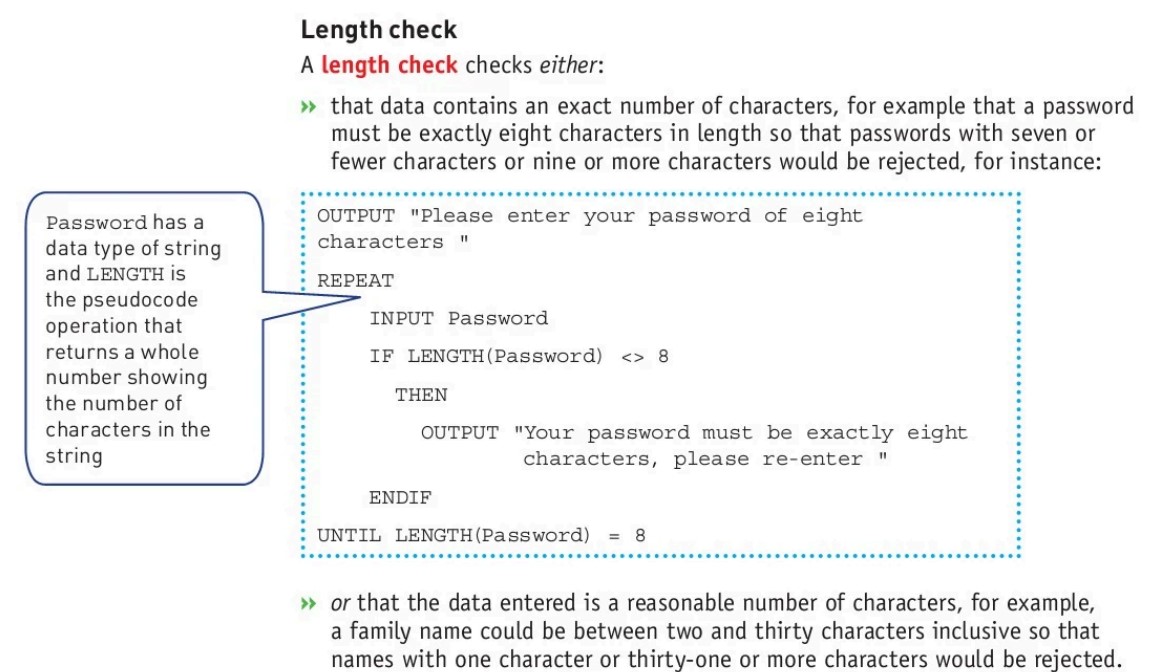 Length check
A length check checks either:
» that data contains an exact number of characters, for example that a password
must be exactly eight characters in length so that passwords with seven or
fewer characters or nine or more characters would be rejected, for instance:
Password has a
data type of string
and LENGTH is
the pseudocode
operation that
returns a whole
number showing
the number of
characters in the
string
OUTPUT "Please enter your password of eight
characters "
REPEAT
INPUT Password
IF LENGTH(Password) <> 8
THEN
OUTPUT "Your password must be exactly eight
characters, please re-enter "
ENDIF
UNTIL LENGTH(Password) = 8
» or that the data entered is a reasonable number of characters, for example,
a family name could be between two and thirty characters inclusive so that
names with one character or thirty-one or more characters would be rejected.